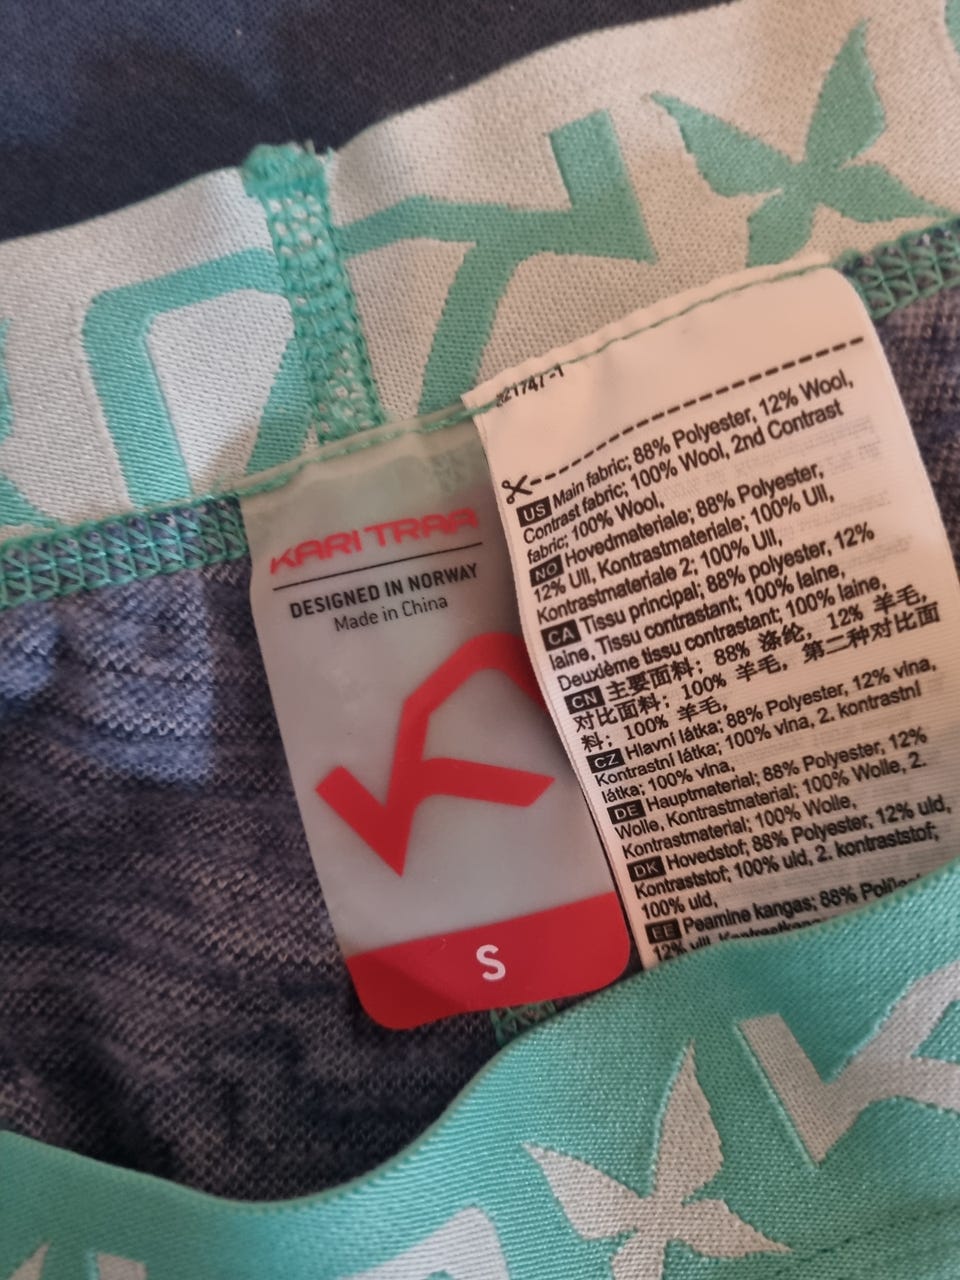 KARI TRAA
DESIGNED IN NORWAY
Made in China
S
21747-1
US Main fabric; 88% Polyester, 12% Wool,
Contrast fabric; 100% Wool, 2nd Contrast
fabric; 100% Wool,
NO Hovedmateriale; 88% Polyester,
12% Ull, Kontrastmateriale; 100% Ull,
Kontrastmateriale 2; 100% Ull,
CA Tissu principal; 88% polyester, 12%
laine, Tissu contrastant; 100% laine,
Deuxième tissu contrastant; 100% laine,
CN 主要面料；88% 涤纶，12% 羊毛，
对比面料；100% 羊毛，第二种对比面
料；100% 羊毛，
CZ Hlavní látka; 88% Polyester, 12% vlna,
Kontrastní látka; 100% vlna, 2. kontrastní
látka; 100% vlna,
DE Hauptmaterial; 88% Polyester, 12%
Wolle, Kontrastmaterial; 100% Wolle, 2.
Kontrastmaterial; 100% Wolle,
DK Hovedstof; 88% Polyester, 12% uld,
Kontraststof; 100% uld, 2. kontraststof;
100% uld,
EE Peamine kangas; 88%
12%